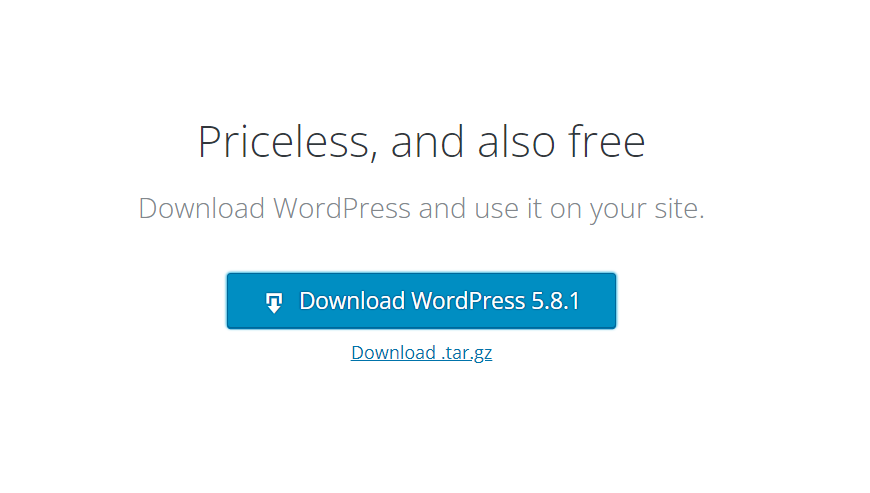 Priceless, and also free
Download WordPress and use it on your site.
Download WordPress 5.8.1
Download .tar.gz